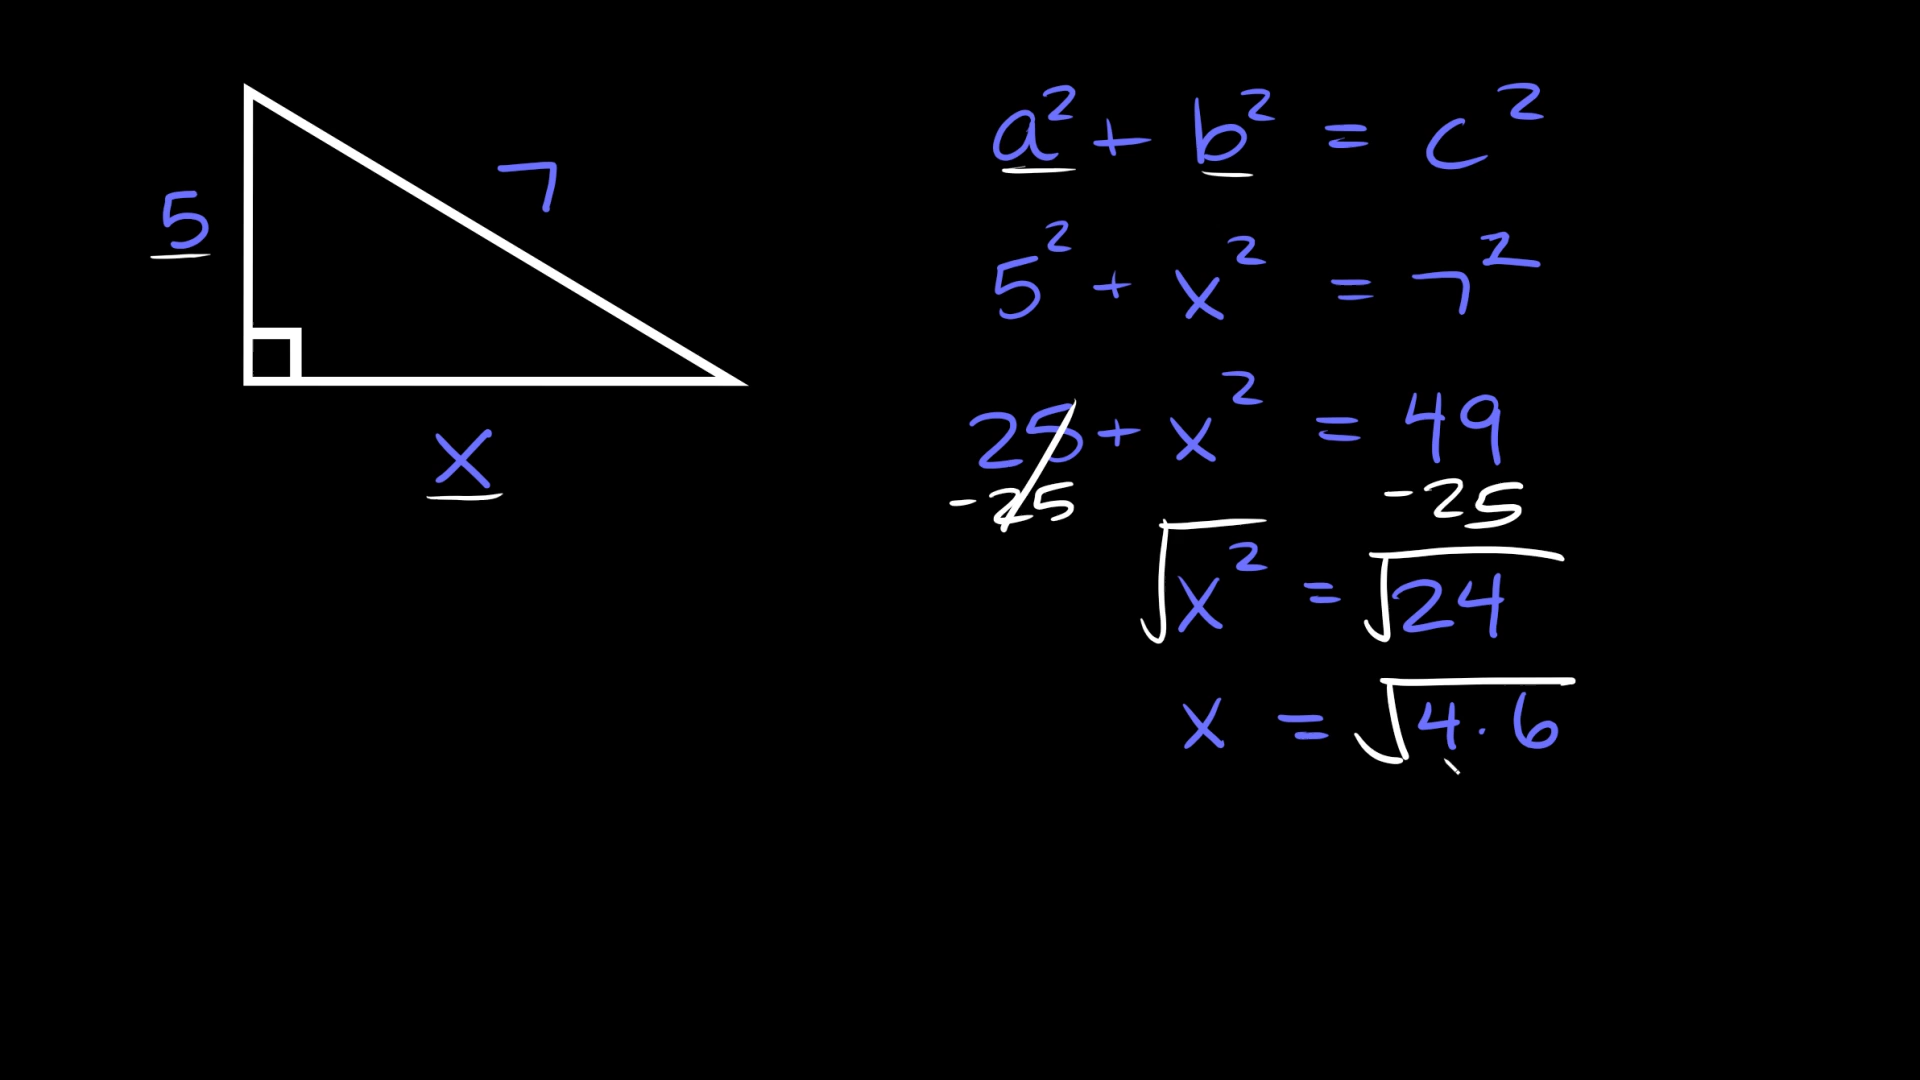 5
7
x
a² + b² = c²
5² + x² = 7²
25 + x² = 49
-25 -25
√x² = √24
x = √4·6